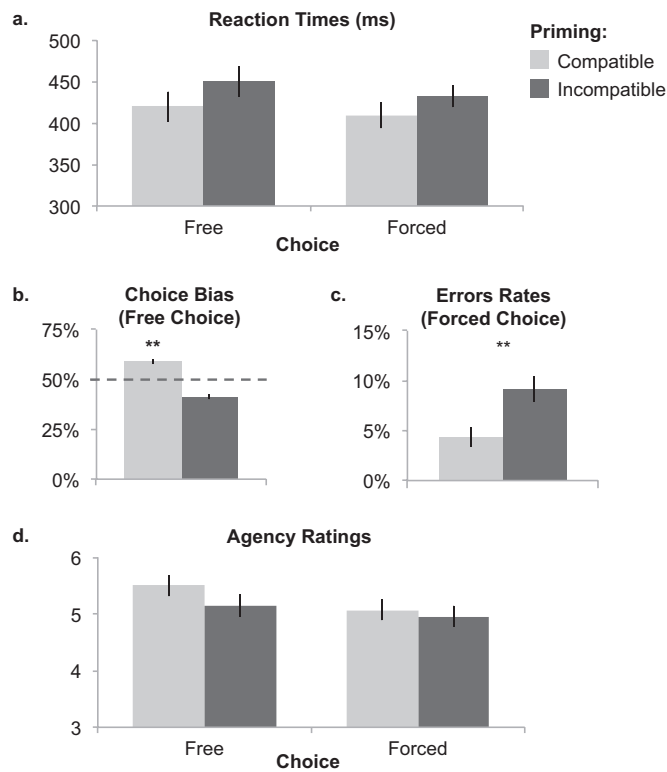 a.
Reaction Times (ms)
Priming:
Compatible
Incompatible
500
450
400
350
300
Free
Forced
Choice
b.
Choice Bias
(Free Choice)
75%
50%
25%
0%
**
c.
Errors Rates
(Forced Choice)
15%
10%
5%
0%
**
d.
Agency Ratings
6
5
4
3
Free
Forced
Choice